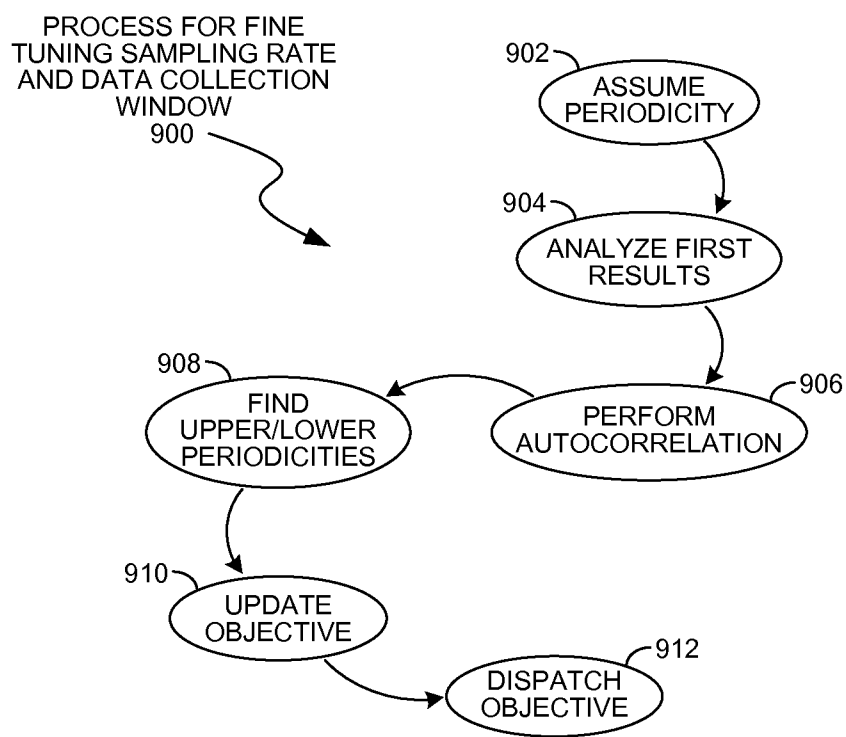 PROCESS FOR FINE
TUNING SAMPLING RATE
AND DATA COLLECTION
WINDOW
900
902
ASSUME
PERIODICITY
904
ANALYZE FIRST
RESULTS
906
PERFORM
AUTOCORRELATION
908
FIND
UPPER/LOWER
PERIODICITIES
910
UPDATE
OBJECTIVE
912
DISPATCH
OBJECTIVE